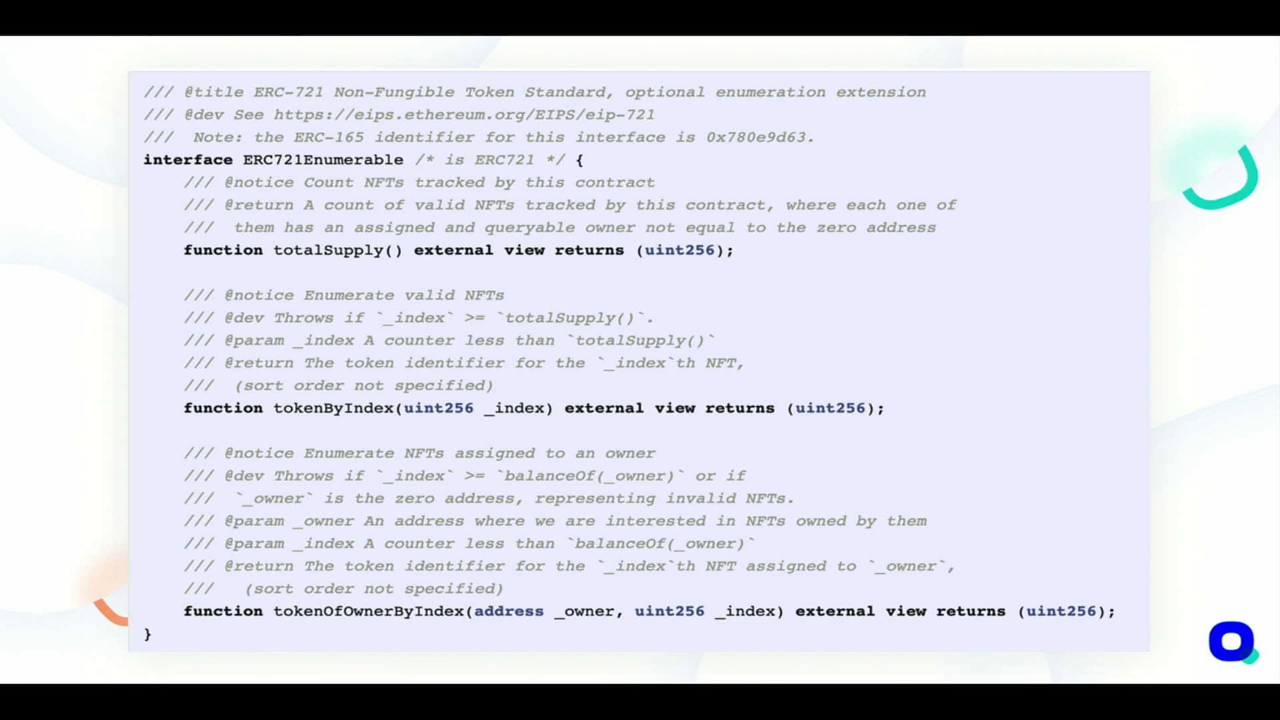 /// @title ERC-721 Non-Fungible Token Standard, optional enumeration extension
/// @dev See https://eips.ethereum.org/EIPS/eip-721
///  Note: the ERC-165 identifier for this interface is 0x780e9d63.
interface ERC721Enumerable /* is ERC721 */ {
    /// @notice Count NFTs tracked by this contract
    /// @return A count of valid NFTs tracked by this contract, where each one of
    ///  them has an assigned and queryable owner not equal to the zero address
    function totalSupply() external view returns (uint256);
    /// @notice Enumerate valid NFTs
    /// @dev Throws if `_index` >= `totalSupply()`.
    /// @param _index A counter less than `totalSupply()`
    /// @return The token identifier for the `_index`th NFT,
    ///  (sort order not specified)
    function tokenByIndex(uint256 _index) external view returns (uint256);
    /// @notice Enumerate NFTs assigned to an owner
    /// @dev Throws if `_index` >= `balanceOf(_owner)` or if
    ///  `_owner` is the zero address, representing invalid NFTs.
    /// @param _owner An address where we are interested in NFTs owned by them
    /// @param _index A counter less than `balanceOf(_owner)`
    /// @return The token identifier for the `_index`th NFT assigned to `_owner`,
    ///   (sort order not specified)
    function tokenOfOwnerByIndex(address _owner, uint256 _index) external view returns (uint256);
}